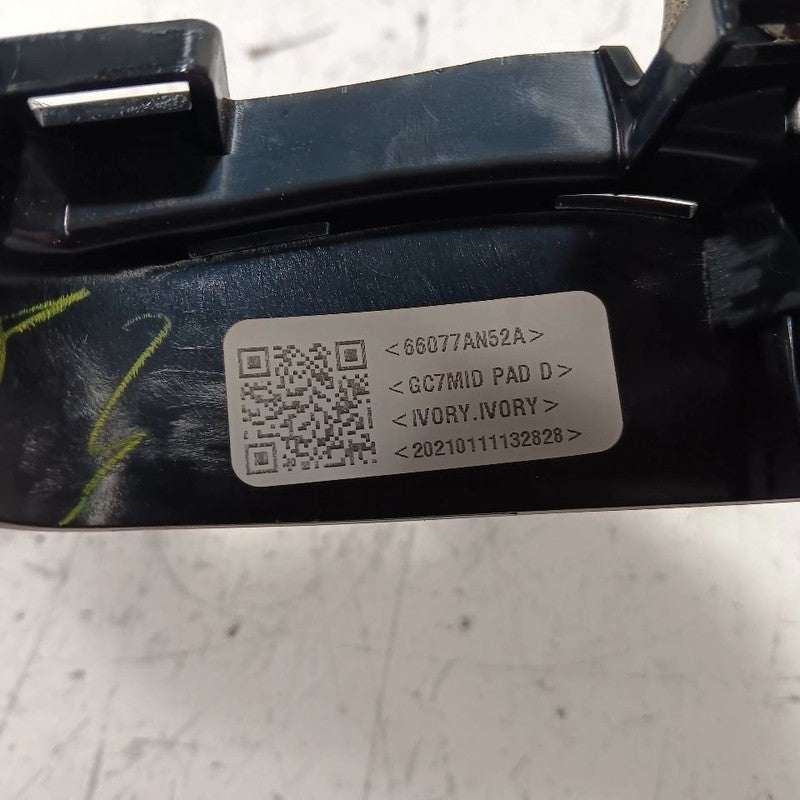 <66077AN52A>
<GC7MID PAD D>
<IVORY.IVORY>
<20210111132828>